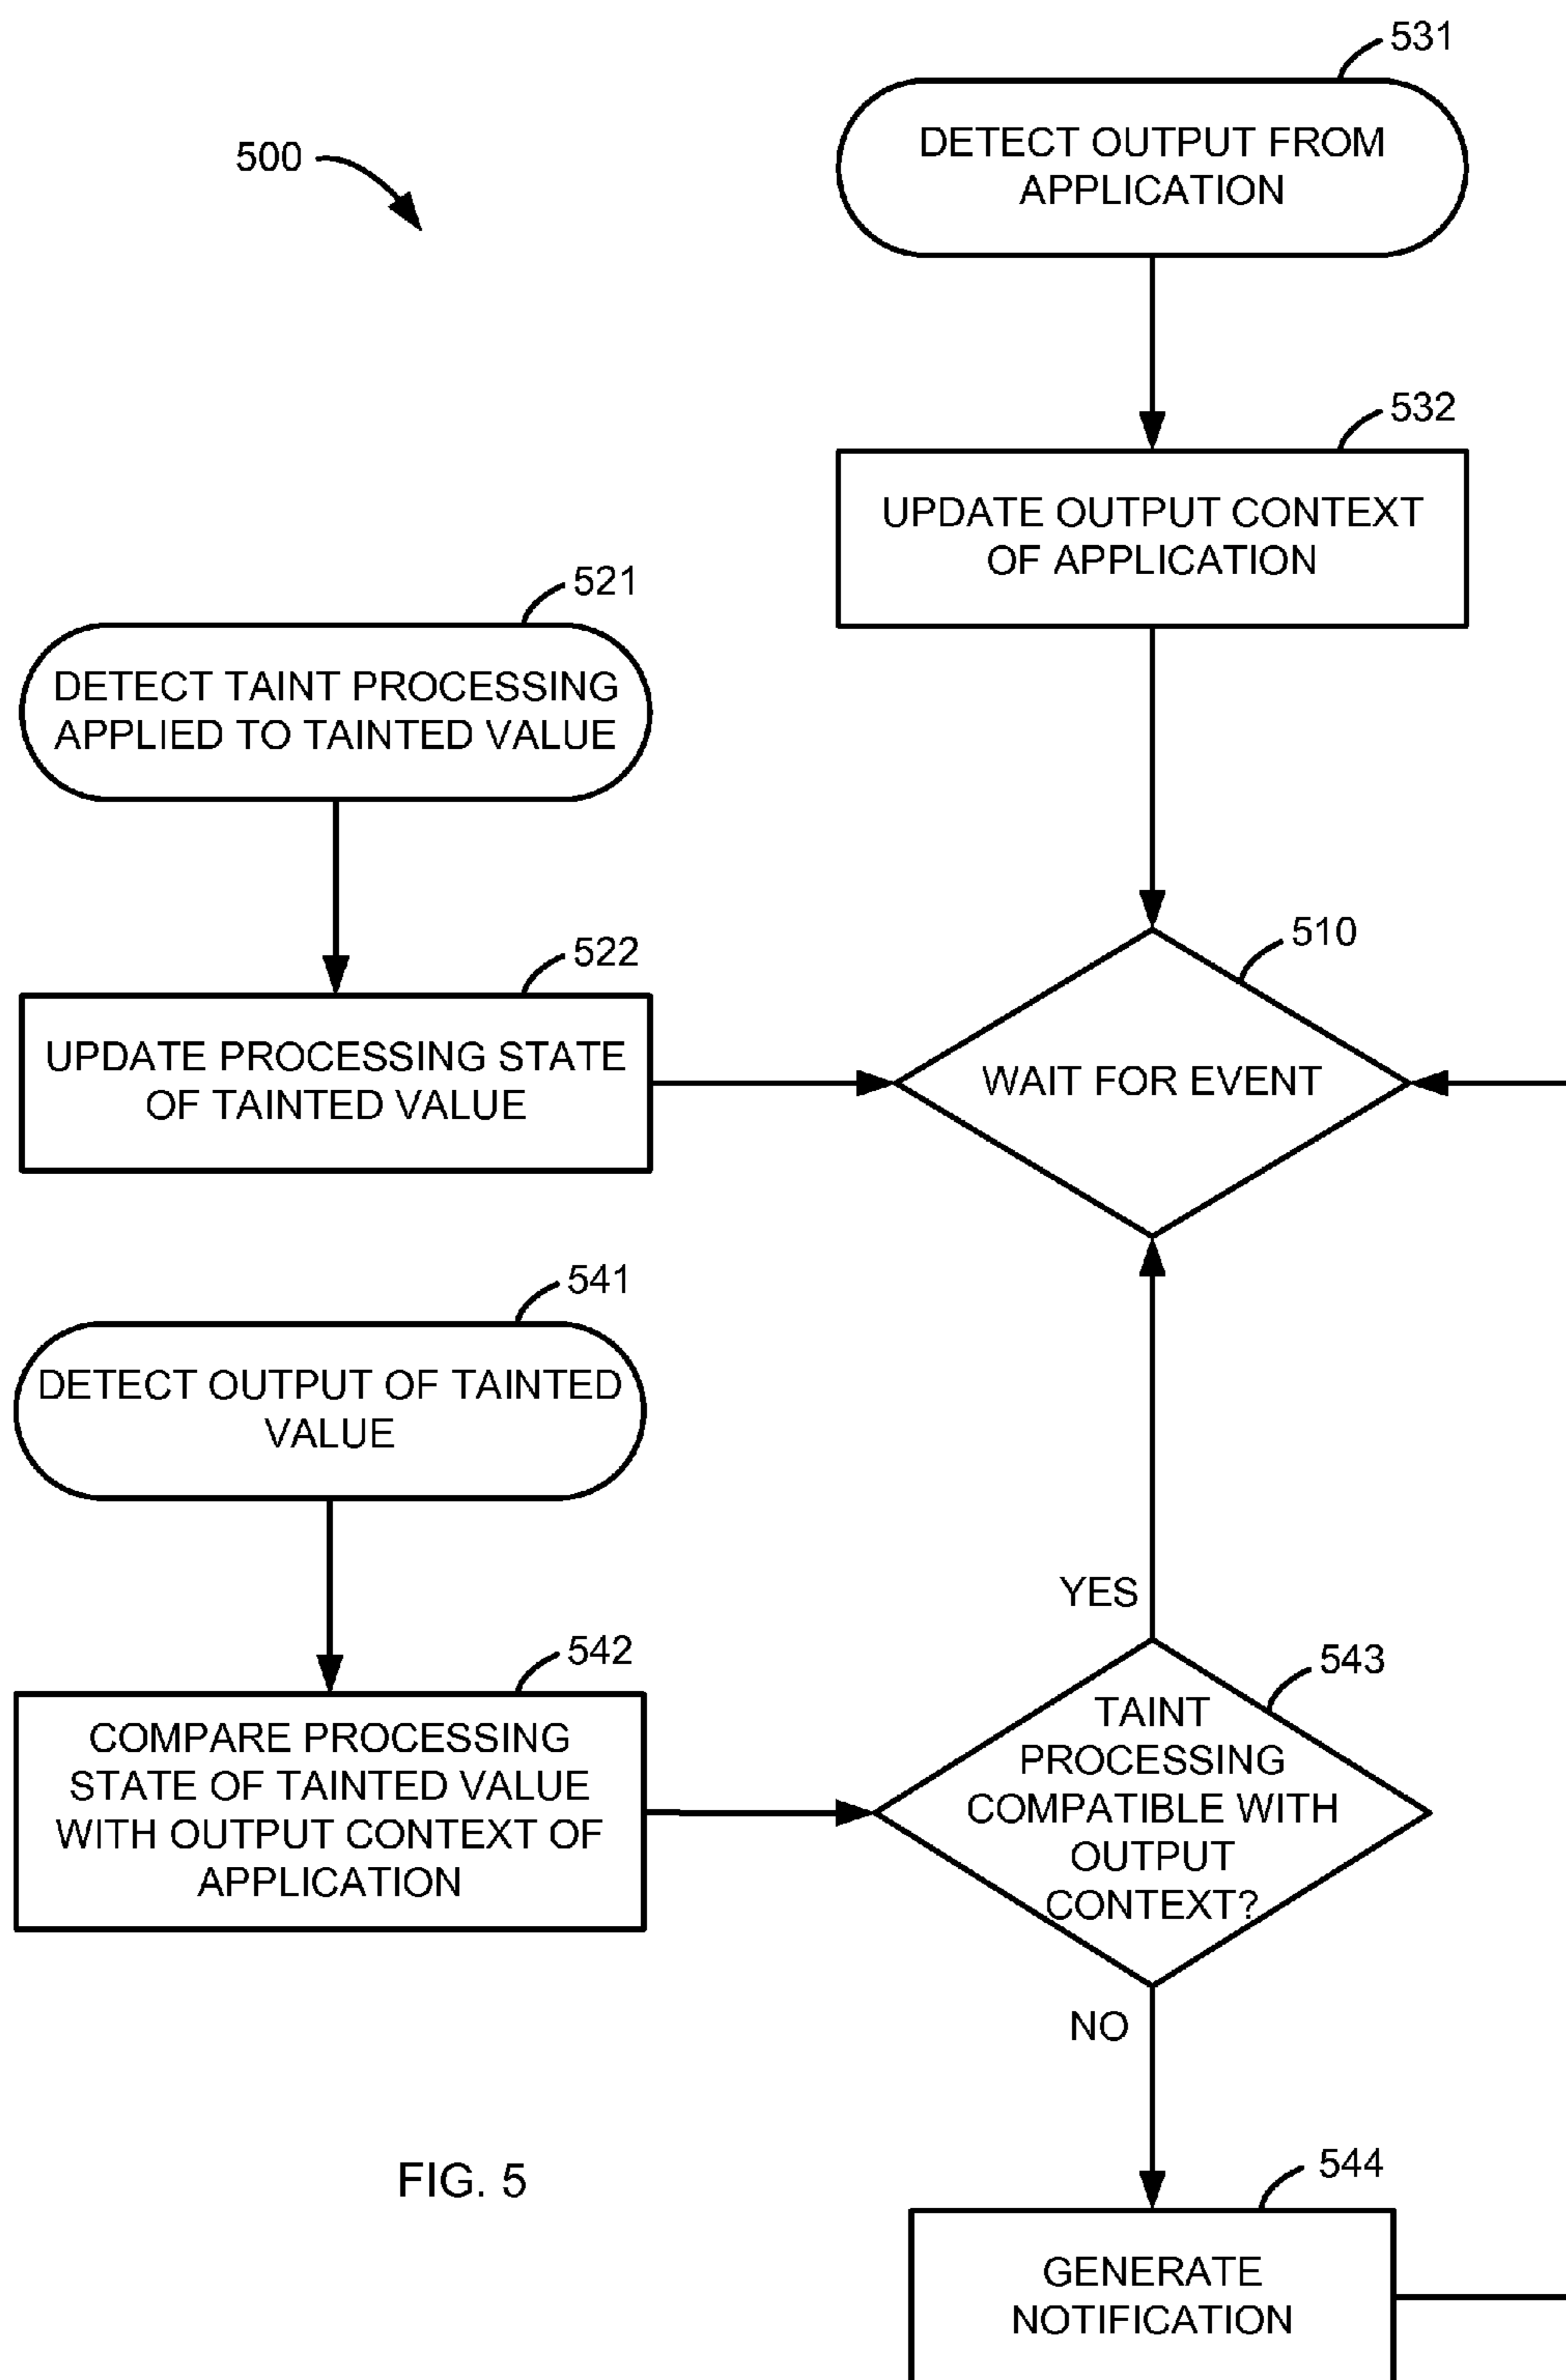 531
DETECT OUTPUT FROM
APPLICATION
500
532
UPDATE OUTPUT CONTEXT
OF APPLICATION
521
DETECT TAINT PROCESSING
APPLIED TO TAINTED VALUE
510
WAIT FOR EVENT
522
UPDATE PROCESSING STATE
OF TAINTED VALUE
541
DETECT OUTPUT OF TAINTED
VALUE
YES
542
COMPARE PROCESSING
STATE OF TAINTED VALUE
WITH OUTPUT CONTEXT OF
APPLICATION
543
TAINT
PROCESSING
COMPATIBLE WITH
OUTPUT
CONTEXT?
NO
544
GENERATE
NOTIFICATION
FIG. 5